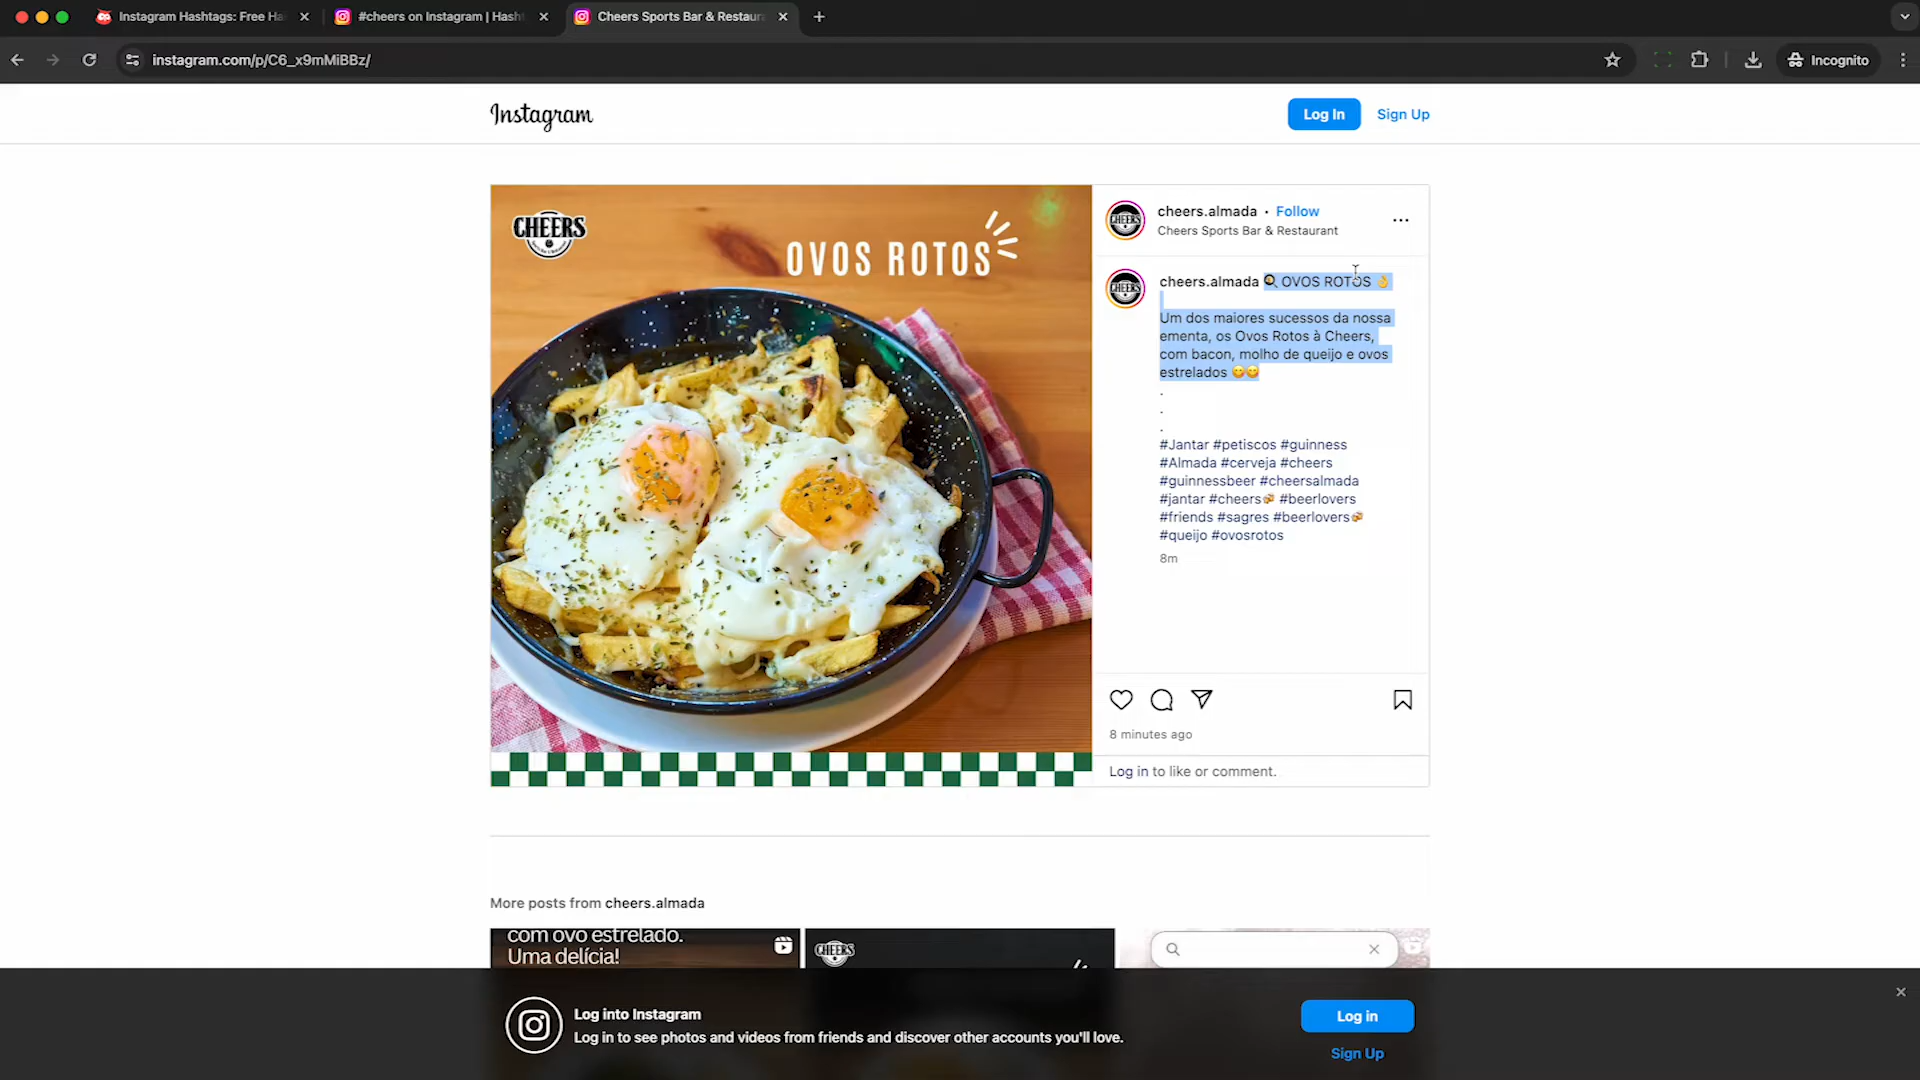 Instagram Hashtags: Free Ha
#cheers on Instagram | Hasht
Cheers Sports Bar & Restaura
instagram.com/p/C6_x9mMiBBz/
Incognito
Instagram
Log In
Sign Up
CHEERS
OVOS ROTOS
cheers.almada • Follow
Cheers Sports Bar & Restaurant
cheers.almada 🍳 OVOS ROTOS 👌
Um dos maiores sucessos da nossa
ementa, os Ovos Rotos à Cheers,
com bacon, molho de queijo e ovos
estrelados 😋😋
.
.
.
#Jantar #petiscos #guinness
#Almada #cerveja #cheers
#guinnessbeer #cheersalmada
#jantar #cheers🍻 #beerlovers
#friends #sagres #beerlovers🍻
#queijo #ovosrotos
8m
8 minutes ago
Log in to like or comment.
More posts from cheers.almada
com ovo estrelado.
Uma delícia!
CHEERS
Log into Instagram
Log in to see photos and videos from friends and discover other accounts you'll love.
Log in
Sign Up